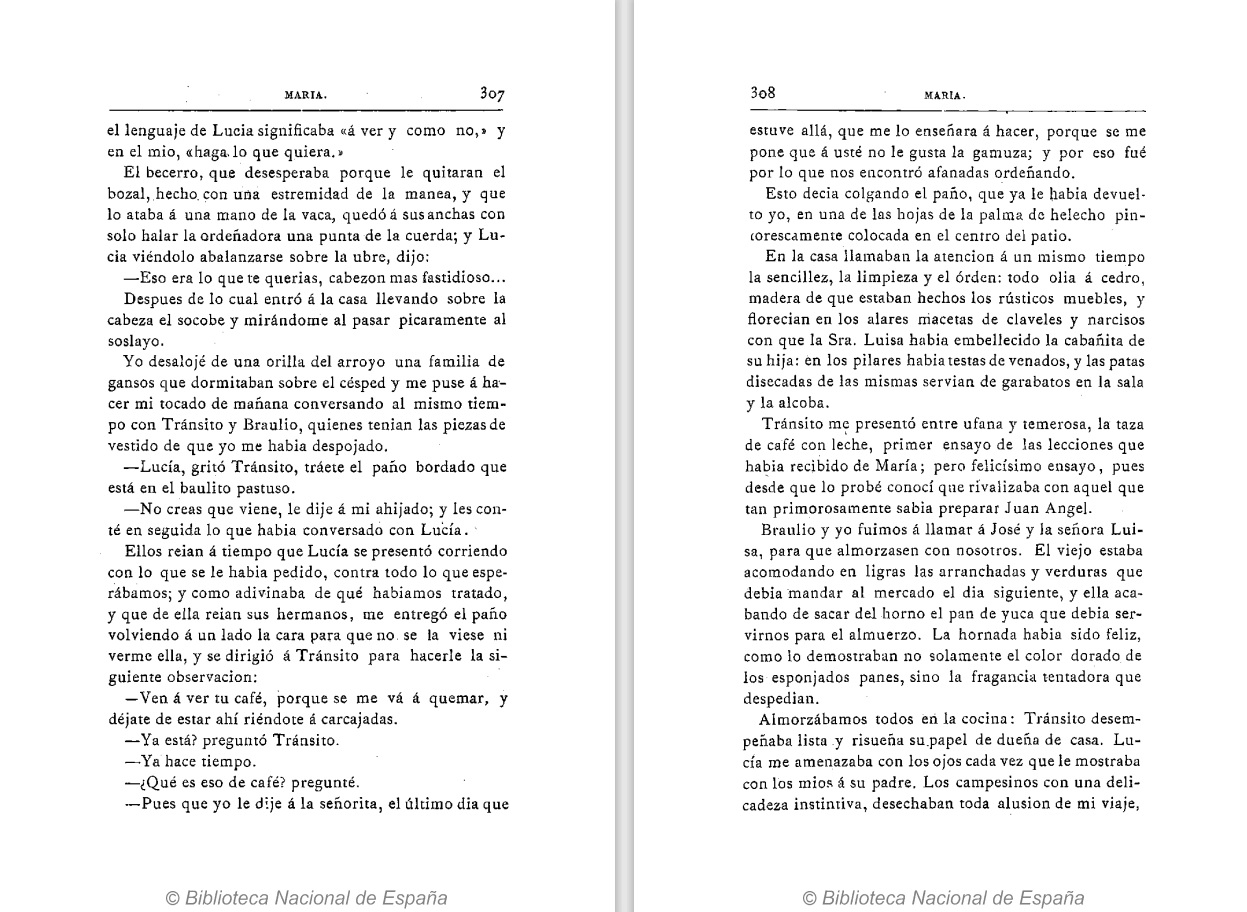 MARIA. 307
el lenguaje de Lucia significaba «á ver y como no,» y
en el mio, «haga lo que quiera.»
El becerro, que desesperaba porque le quitaran el
bozal, hecho con una estremidad de la manea, y que
lo ataba á una mano de la vaca, quedó á sus anchas con
solo halar la ordeñadora una punta de la cuerda; y Lu-
cia viéndolo abalanzarse sobre la ubre, dijo:
—Eso era lo que te querias, cabezon mas fastidioso...
Despues de lo cual entró á la casa llevando sobre la
cabeza el socobe y mirándome al pasar picaramente al
soslayo.
Yo desalojé de una orilla del arroyo una familia de
gansos que dormitaban sobre el césped y me puse á ha-
cer mi tocado de mañana conversando al mismo tiem-
po con Tránsito y Braulio, quienes tenian las piezas de
vestido de que yo me habia despojado.
—Lucía, gritó Tránsito, tráete el paño bordado que
está en el baulito pastuso.
—No creas que viene, le dije á mi ahijado; y les con-
té en seguida lo que habia conversado con Lucía.
Ellos reian á tiempo que Lucía se presentó corriendo
con lo que se le habia pedido, contra todo lo que espe-
rábamos; y como adivinaba de qué habiamos tratado,
y que de ella reian sus hermanos, me entregó el paño
volviendo á un lado la cara para que no se la viese ni
verme ella, y se dirigió á Tránsito para hacerle la si-
guiente observacion:
—Ven á ver tu café, porque se me vá á quemar, y
déjate de estar ahí riéndote á carcajadas.
—Ya está? preguntó Tránsito.
—Ya hace tiempo.
—¿Qué es eso de café? pregunté.
—Pues que yo le dije á la señorita, el último dia que
© Biblioteca Nacional de España
308 MARIA.
estuve allá, que me lo enseñara á hacer, porque se me
pone que á usté no le gusta la gamuza; y por eso fué
por lo que nos encontró afanadas ordeñando.
Esto decia colgando el paño, que ya le habia devuel-
to yo, en una de las hojas de la palma de helecho pin-
torescamente colocada en el centro del patio.
En la casa llamaban la atencion á un mismo tiempo
la sencillez, la limpieza y el órden: todo olia á cedro,
madera de que estaban hechos los rústicos muebles, y
florecian en los alares macetas de claveles y narcisos
con que la Sra. Luisa habia embellecido la cabañita de
su hija: en los pilares habia testas de venados, y las patas
disecadas de las mismas servian de garabatos en la sala
y la alcoba.
Tránsito me presentó entre ufana y temerosa, la taza
de café con leche, primer ensayo de las lecciones que
habia recibido de María; pero felicísimo ensayo, pues
desde que lo probé conocí que rivalizaba con aquel que
tan primorosamente sabia preparar Juan Angel.
Braulio y yo fuimos á llamar á José y la señora Lui-
sa, para que almorzasen con nosotros. El viejo estaba
acomodando en ligras las arranchadas y verduras que
debia mandar al mercado el dia siguiente, y ella aca-
bando de sacar del horno el pan de yuca que debia ser-
virnos para el almuerzo. La hornada habia sido feliz,
como lo demostraban no solamente el color dorado de
los esponjados panes, sino la fragancia tentadora que
despedian.
Almorzábamos todos en la cocina: Tránsito desem-
peñaba lista y risueña su papel de dueña de casa. Lu-
cía me amenazaba con los ojos cada vez que le mostraba
con los mios á su padre. Los campesinos con una deli-
cadeza instintiva, desechaban toda alusion de mi viaje,
© Biblioteca Nacional de España